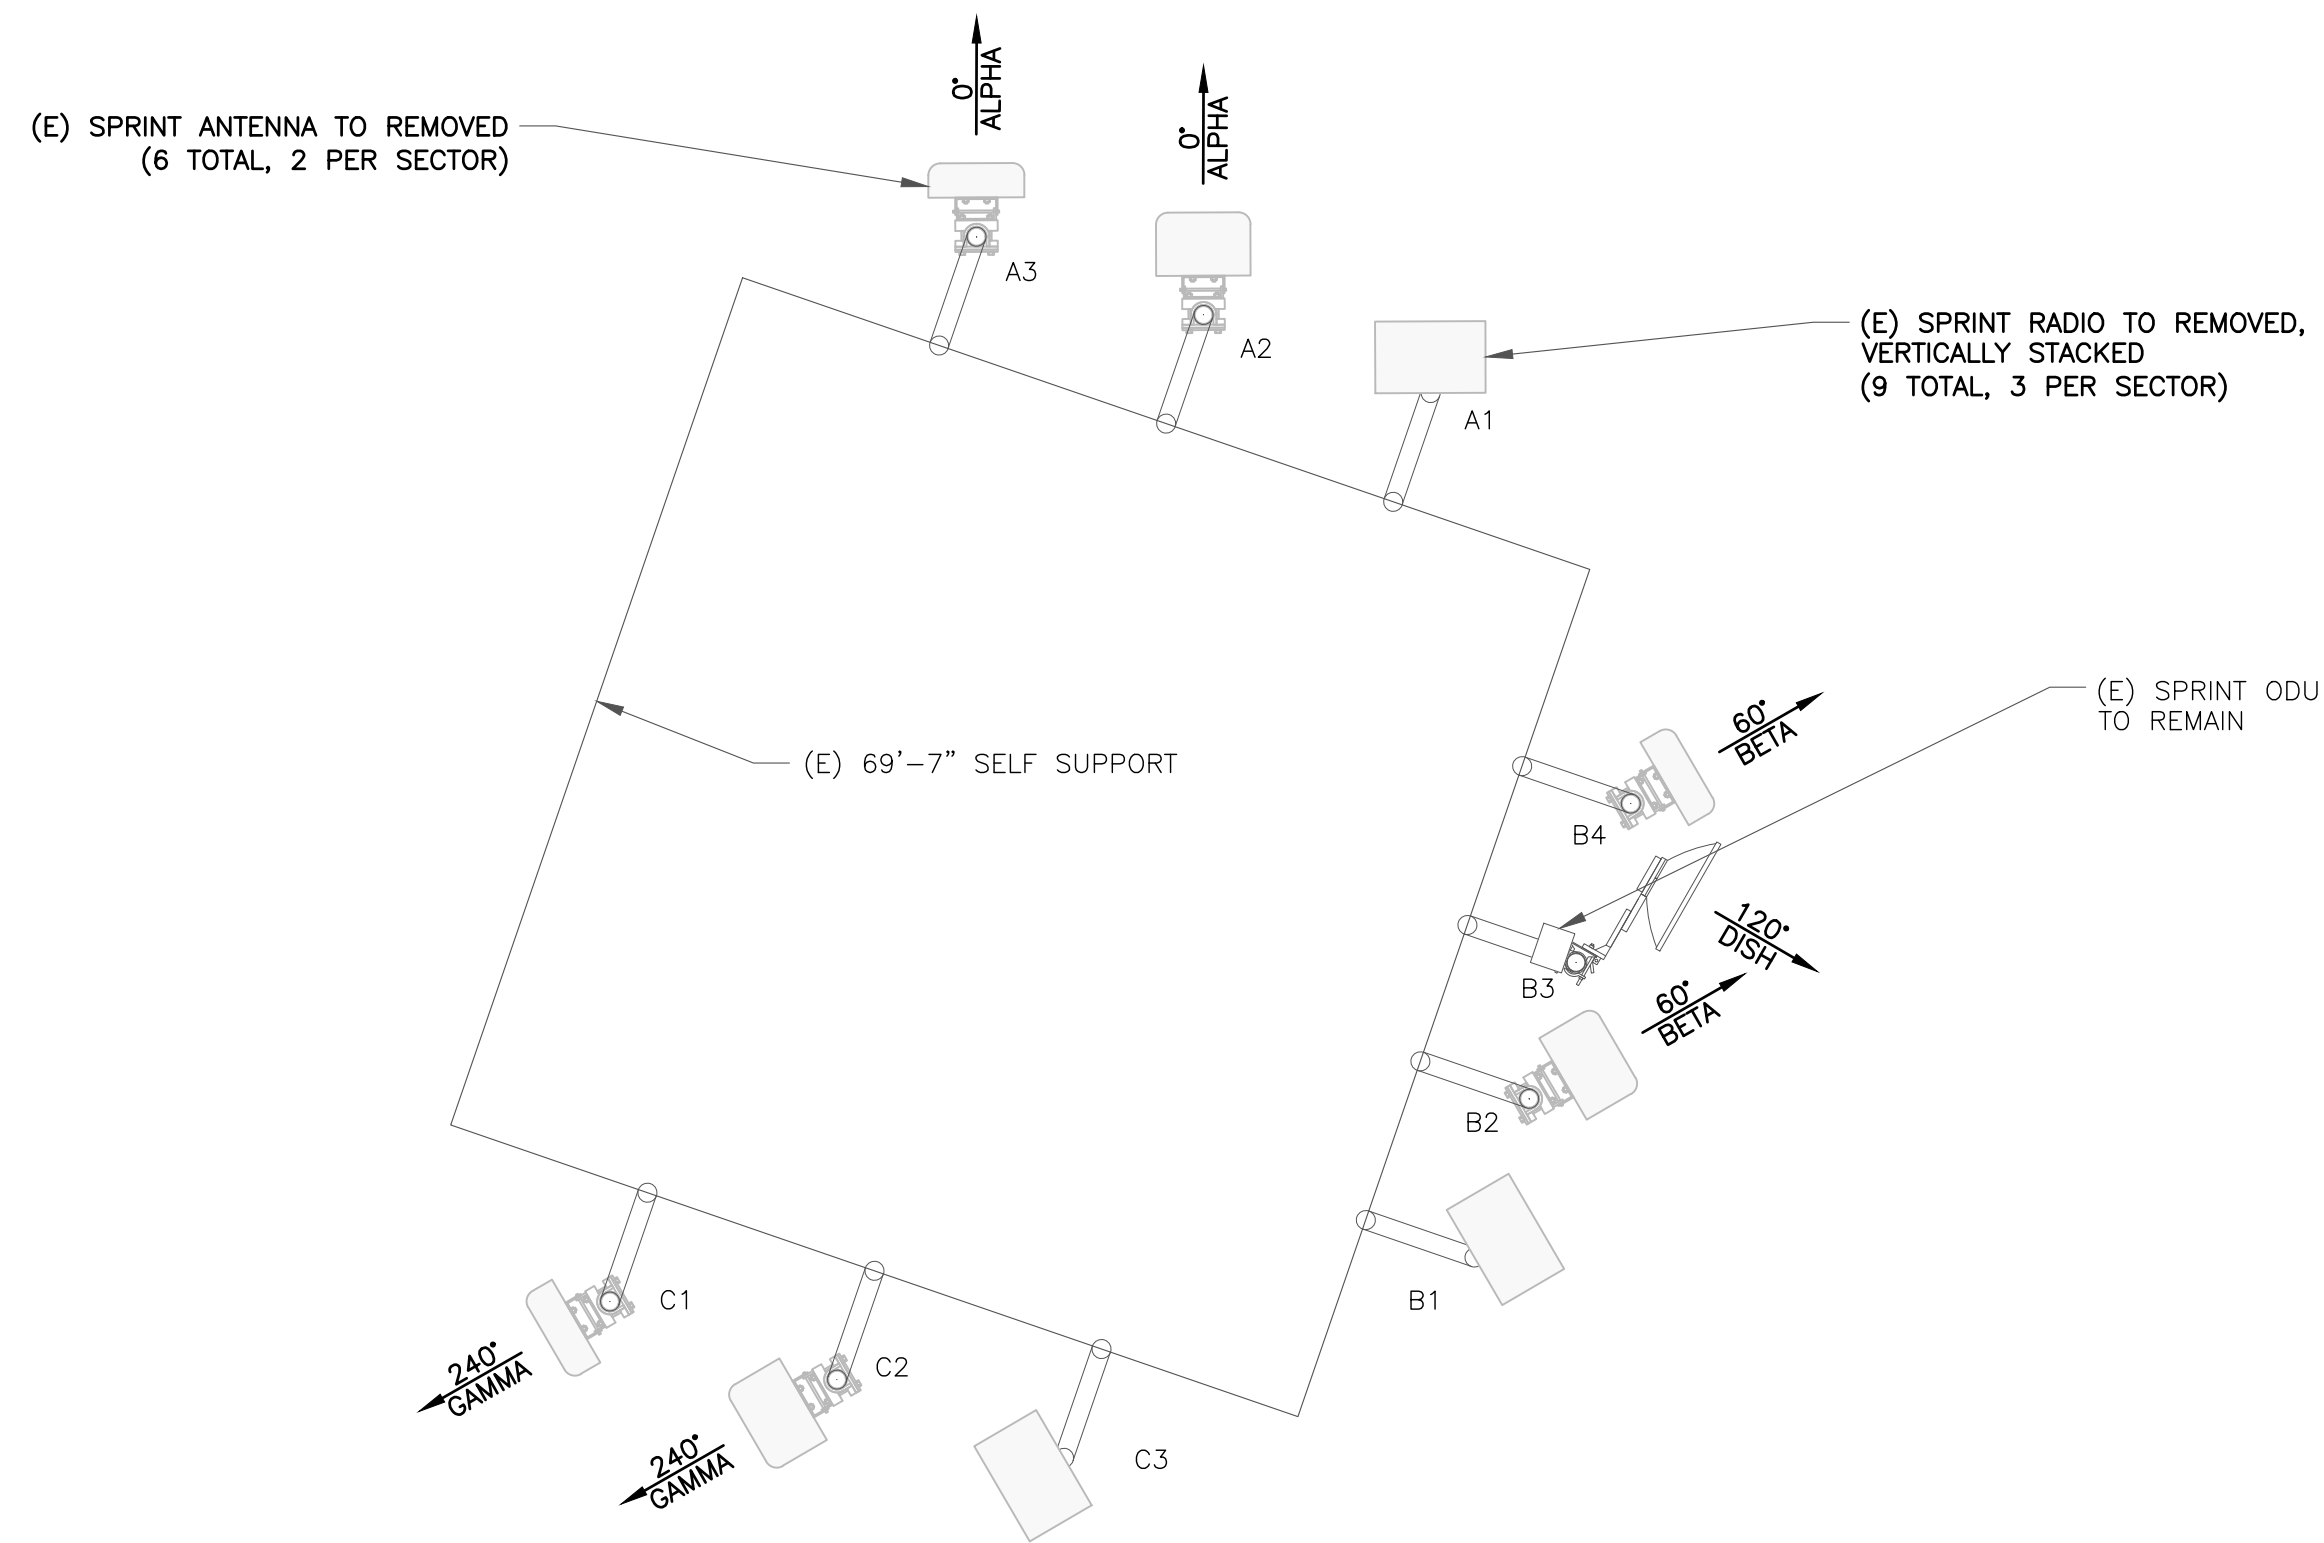 0°
ALPHA
0°
ALPHA
(E) SPRINT ANTENNA TO REMOVED
(6 TOTAL, 2 PER SECTOR)
A3
A2
A1
(E) SPRINT RADIO TO REMOVED,
VERTICALLY STACKED
(9 TOTAL, 3 PER SECTOR)
(E) SPRINT ODU
TO REMAIN
60°
BETA
(E) 69'-7" SELF SUPPORT
B4
120°
DISH
B3
60°
BETA
B2
B1
C1
240°
GAMMA
C2
240°
GAMMA
C3